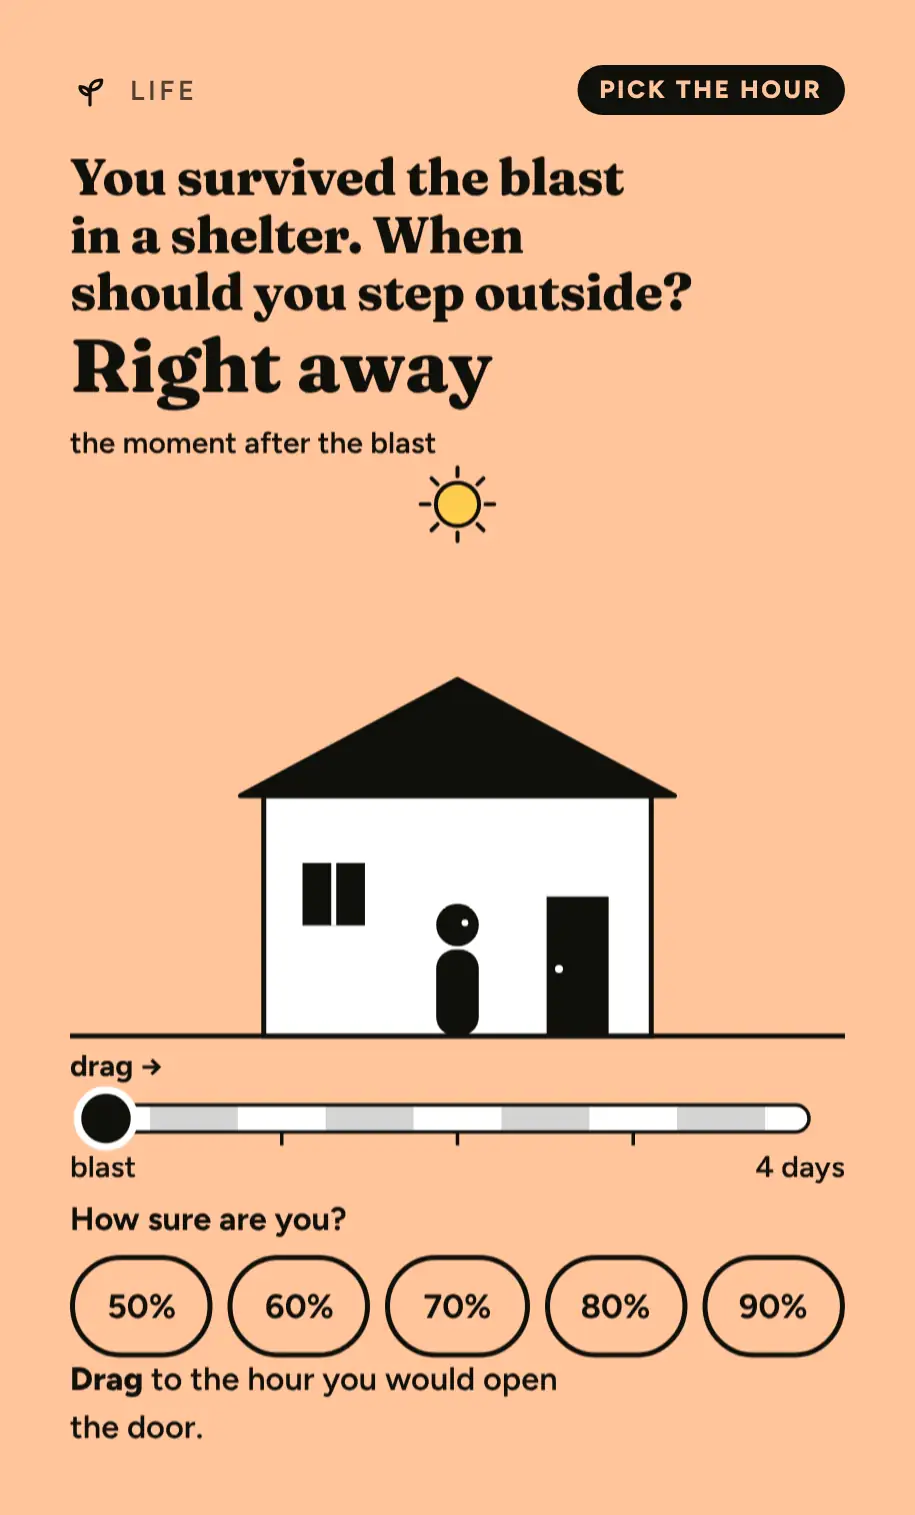 LIFE
PICK THE HOUR
You survived the blast
in a shelter. When
should you step outside?
Right away
the moment after the blast
drag →
blast
4 days
How sure are you?
50%
60%
70%
80%
90%
Drag to the hour you would open
the door.